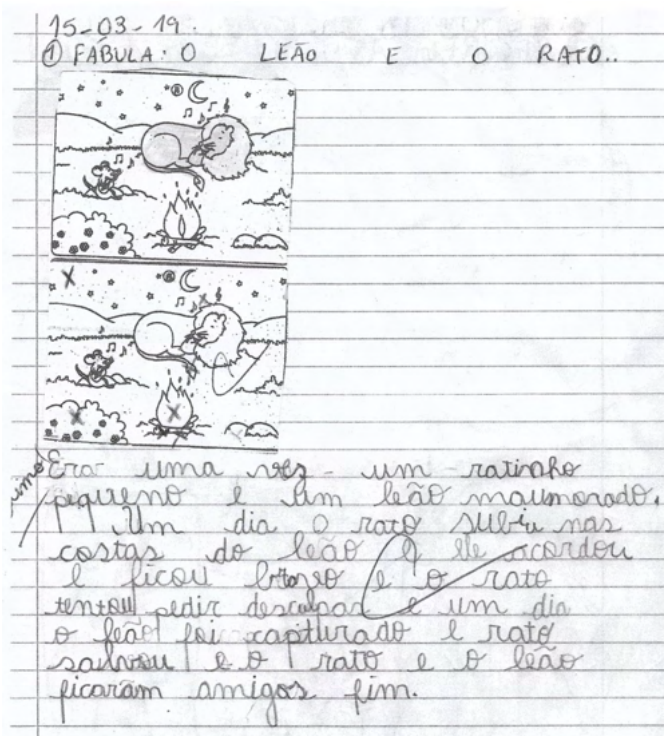 15-03-19.
① FÁBULA: O LEÃO E O RATO..
Era uma vez um ratinho
pequeno e um leão maumorado.
Um dia o rato subiu nas
costas do leão e ele acordou
e ficou bravo e o rato
tentou pedir desculpas e um dia
o leão foi capturado e rato
salvou e o rato e o leão
ficaram amigos fim.